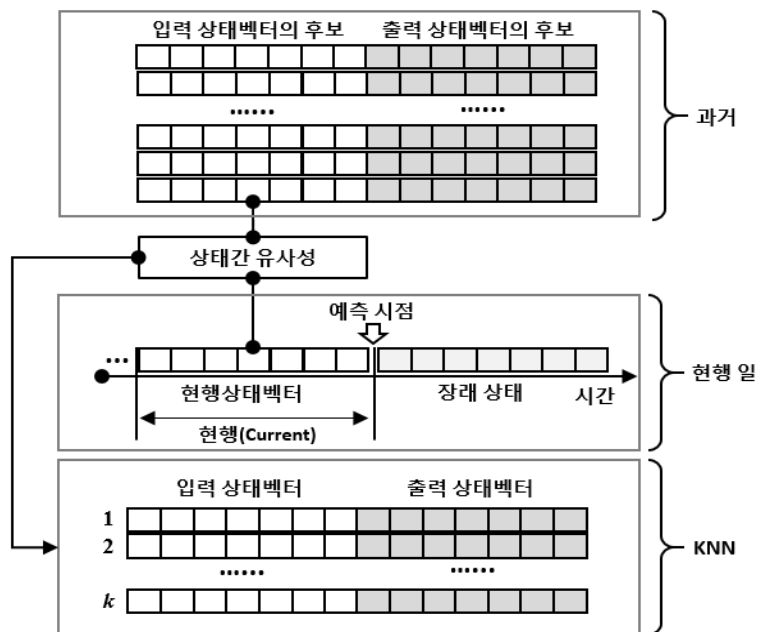 입력 상태벡터의 후보 출력 상태벡터의 후보
...... ......
과거
상태간 유사성
예측 시점
...
현행상태벡터 장래 상태 시간
현행 일
현행(Current)
입력 상태벡터 출력 상태벡터
1
2
...... ......
k
KNN